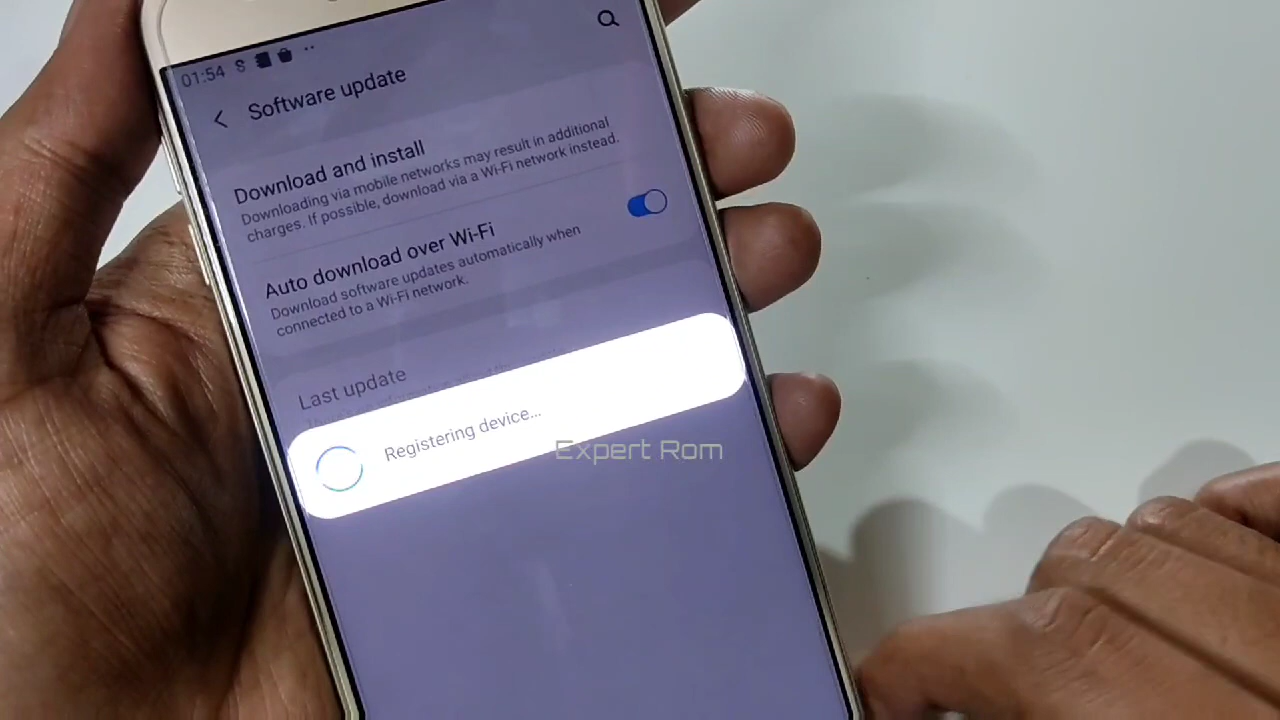 01:54
Software update
Download and install
Downloading via mobile networks may result in additional
charges. If possible, download via a Wi-Fi network instead.
Auto download over Wi-Fi
Download software updates automatically when
connected to a Wi-Fi network.
Last update
Registering device...
Expert Rom